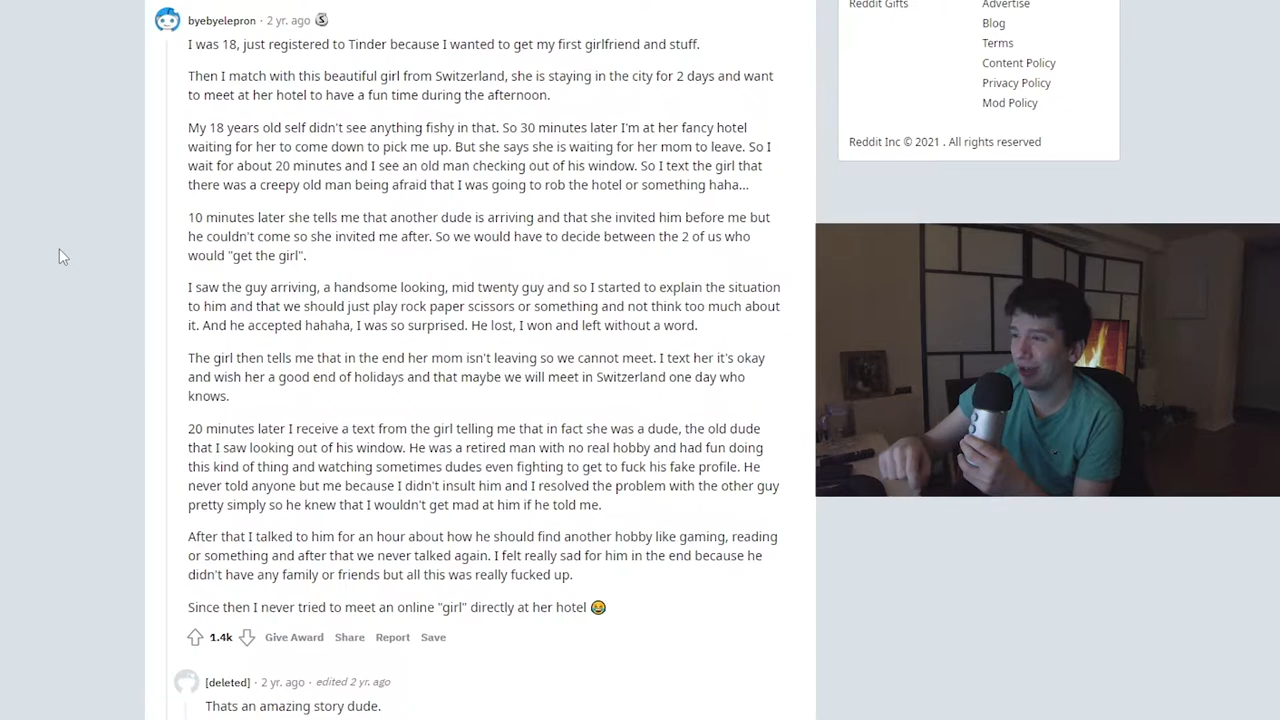 byebyelepron · 2 yr. ago
I was 18, just registered to Tinder because I wanted to get my first girlfriend and stuff.
Then I match with this beautiful girl from Switzerland, she is staying in the city for 2 days and want
to meet at her hotel to have a fun time during the afternoon.
My 18 years old self didn't see anything fishy in that. So 30 minutes later I'm at her fancy hotel
waiting for her to come down to pick me up. But she says she is waiting for her mom to leave. So I
wait for about 20 minutes and I see an old man checking out of his window. So I text the girl that
there was a creepy old man being afraid that I was going to rob the hotel or something haha...
10 minutes later she tells me that another dude is arriving and that she invited him before me but
he couldn't come so she invited me after. So we would have to decide between the 2 of us who
would "get the girl".
I saw the guy arriving, a handsome looking, mid twenty guy and so I started to explain the situation
to him and that we should just play rock paper scissors or something and not think too much about
it. And he accepted hahaha, I was so surprised. He lost, I won and left without a word.
The girl then tells me that in the end her mom isn't leaving so we cannot meet. I text her it's okay
and wish her a good end of holidays and that maybe we will meet in Switzerland one day who
knows.
20 minutes later I receive a text from the girl telling me that in fact she was a dude, the old dude
that I saw looking out of his window. He was a retired man with no real hobby and had fun doing
this kind of thing and watching sometimes dudes even fighting to get to fuck his fake profile. He
never told anyone but me because I didn't insult him and I resolved the problem with the other guy
pretty simply so he knew that I wouldn't get mad at him if he told me.
After that I talked to him for an hour about how he should find another hobby like gaming, reading
or something and after that we never talked again. I felt really sad for him in the end because he
didn't have any family or friends but all this was really fucked up.
Since then I never tried to meet an online "girl" directly at her hotel 😂
1.4k Give Award Share Report Save
[deleted] · 2 yr. ago · edited 2 yr. ago
Thats an amazing story dude.
Reddit Gifts
Advertise
Blog
Terms
Content Policy
Privacy Policy
Mod Policy
Reddit Inc © 2021 . All rights reserved